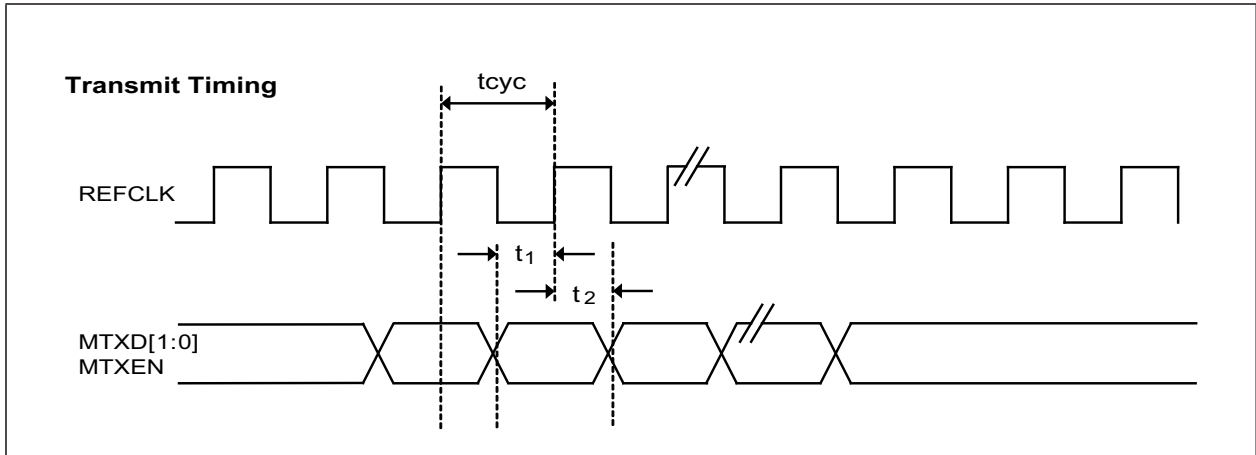 Transmit Timing
tcyc
REFCLK
t1
t2
MTXD[1:0]
MTXEN